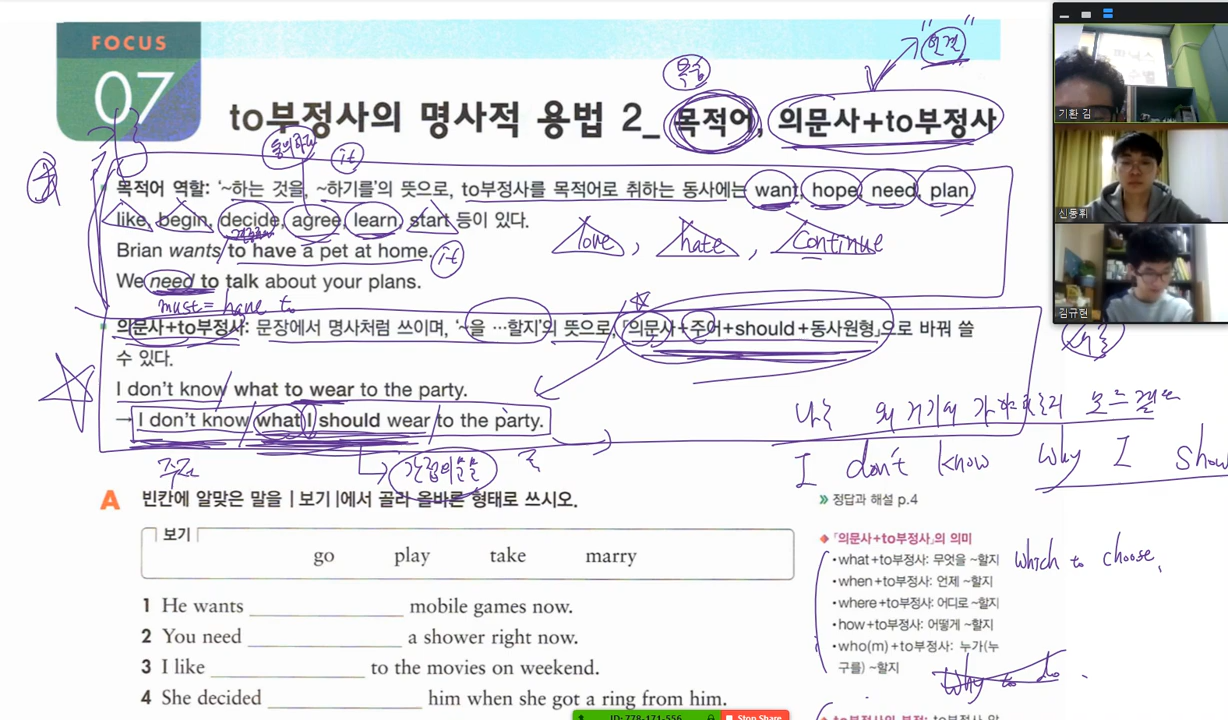 FOCUS
07
to부정사의 명사적 용법 2_ 목적어, 의문사+to부정사
목적어 역할: '~하는 것을, ~하기를'의 뜻으로, to부정사를 목적어로 취하는 동사에는 want, hope, need, plan,
like, begin, decide, agree, learn, start 등이 있다.
love, hate, continue
Brian wants to have a pet at home.
it
it
We need to talk about your plans.
must = have to
의문사+to부정사: 문장에서 명사처럼 쓰이며, '~을 …할지'의 뜻으로, 「의문사+주어+should+동사원형」으로 바꿔 쓸
수 있다.
I don't know what to wear to the party.
→ I don't know what I should wear to the party.
I don't know why I shou
A 빈칸에 알맞은 말을 |보기|에서 골라 올바른 형태로 쓰시오.
보기
go play take marry
1 He wants mobile games now.
2 You need a shower right now.
3 I like to the movies on weekend.
4 She decided him when she got a ring from him.
정답과 해설 p.4
「의문사+to부정사」의 의미
•what+to부정사: 무엇을 ~할지
•when+to부정사: 언제 ~할지
•where+to부정사: 어디로 ~할지
•how+to부정사: 어떻게 ~할지
•who(m)+to부정사: 누가(누
구를) ~할지
which to choose.
why to do
기환 김
신동휘
김규현
ID: 778-171-556
Stop Share